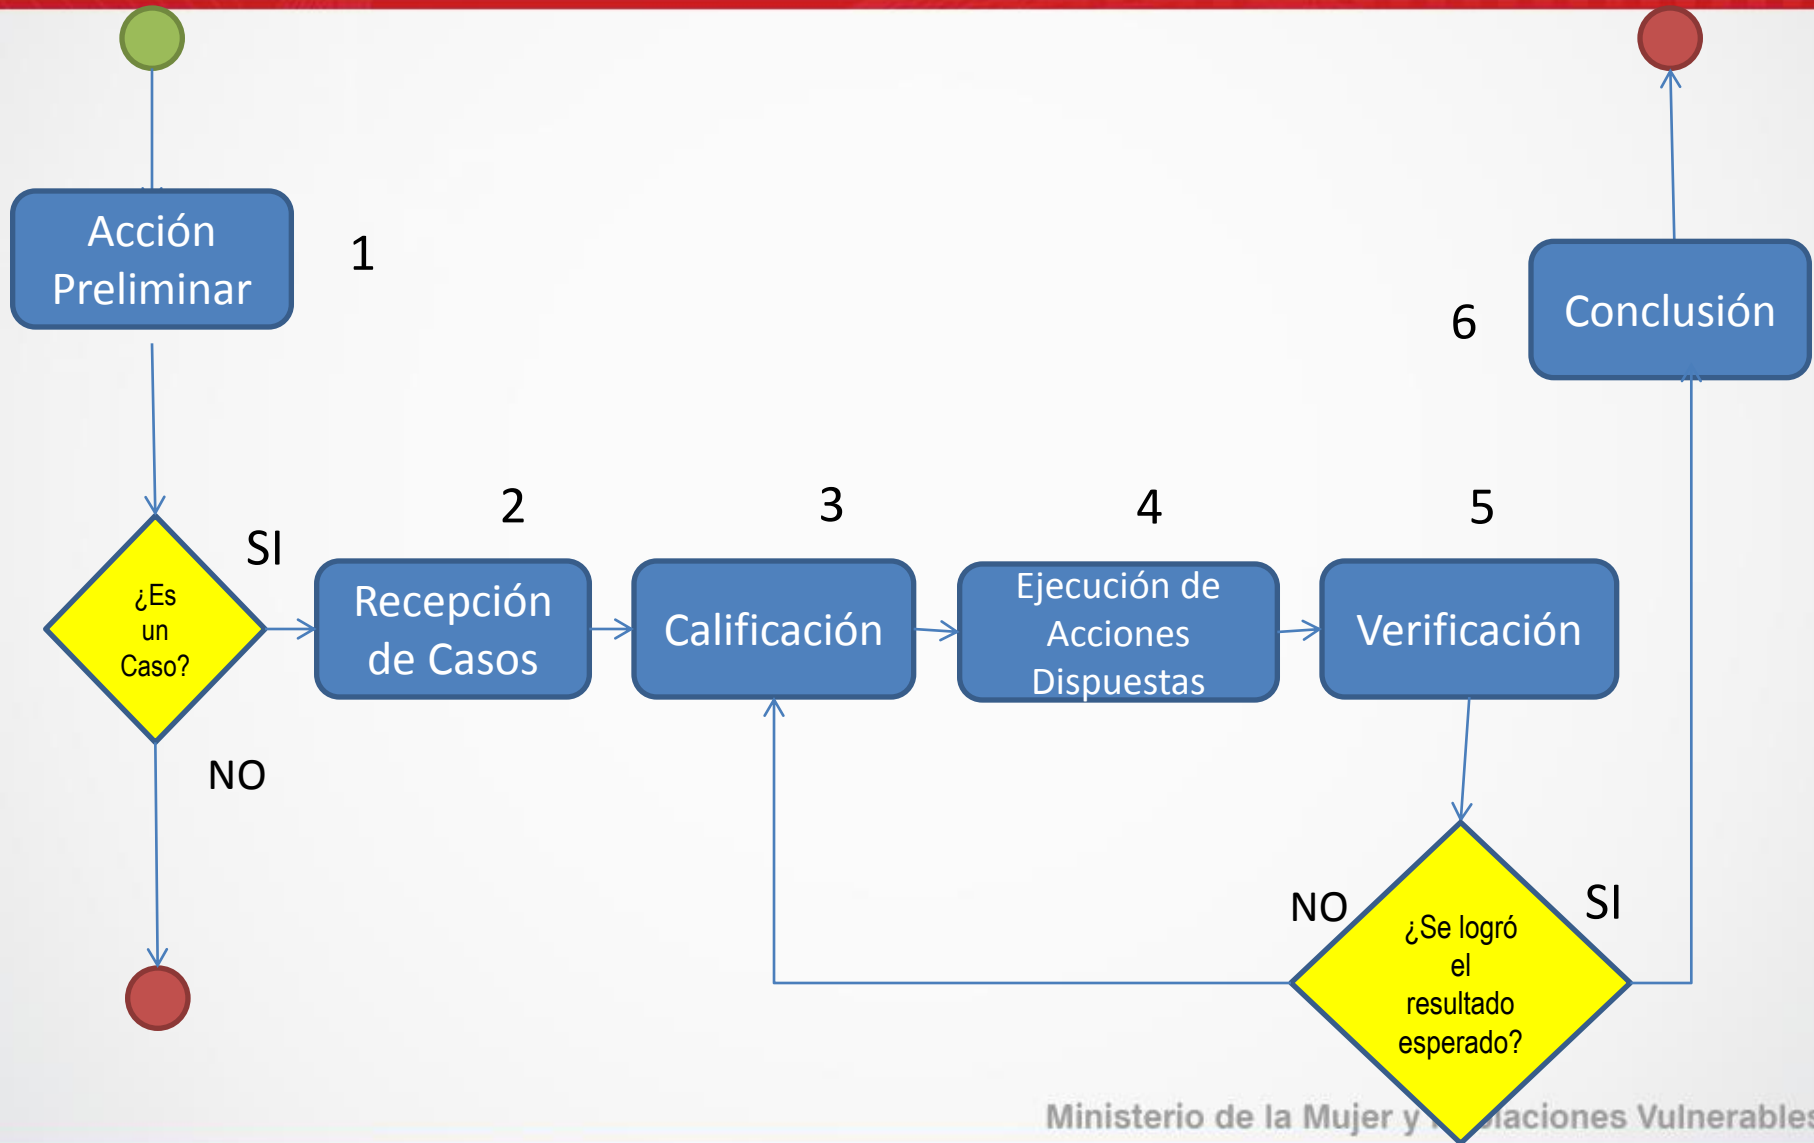 Acción
Preliminar
1
Conclusión
6
2
3
4
5
SI
¿Es
un
Caso?
Recepción
de Casos
Calificación
Ejecución de
Acciones
Dispuestas
Verificación
NO
NO
SI
¿Se logró
el
resultado
esperado?
Ministerio de la Mujer y laciones Vulnerables